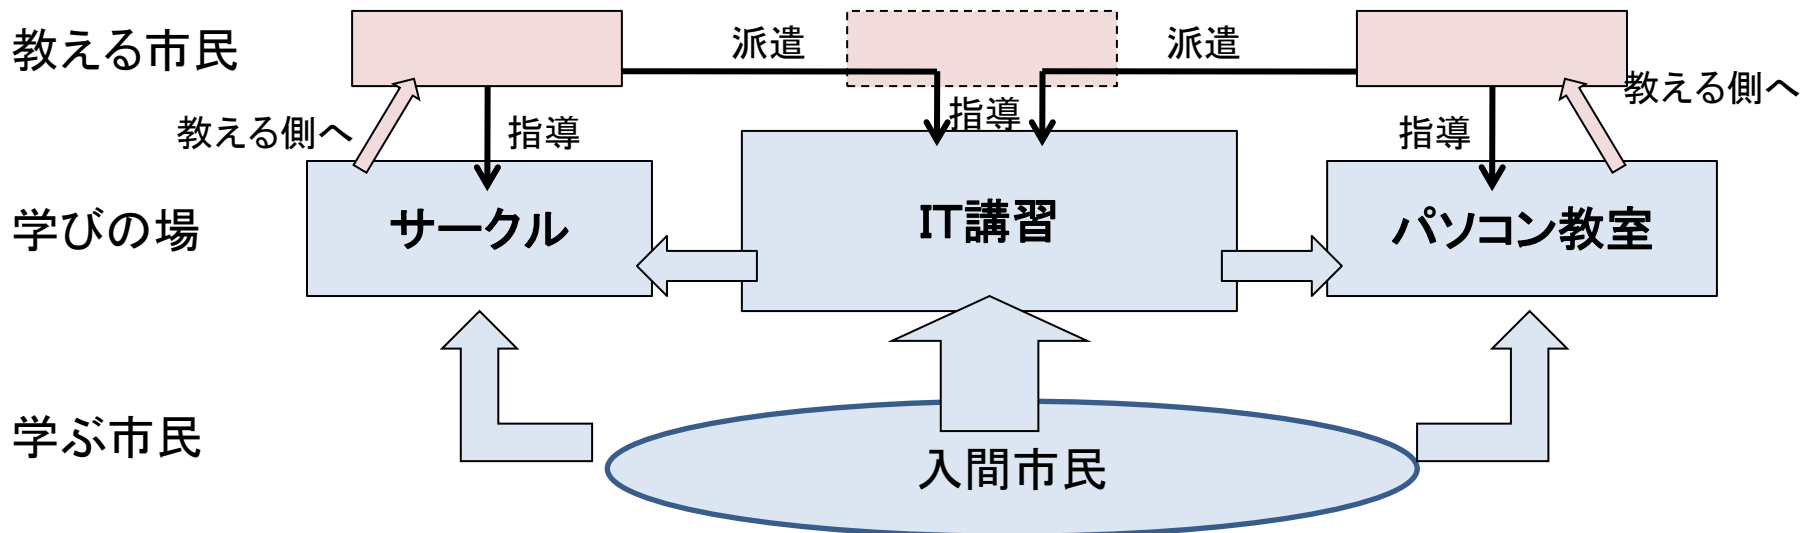 教える市民
派遣
派遣
教える側へ
指導
指導
指導
教える側へ
学びの場
サークル
IT講習
パソコン教室
学ぶ市民
入間市民